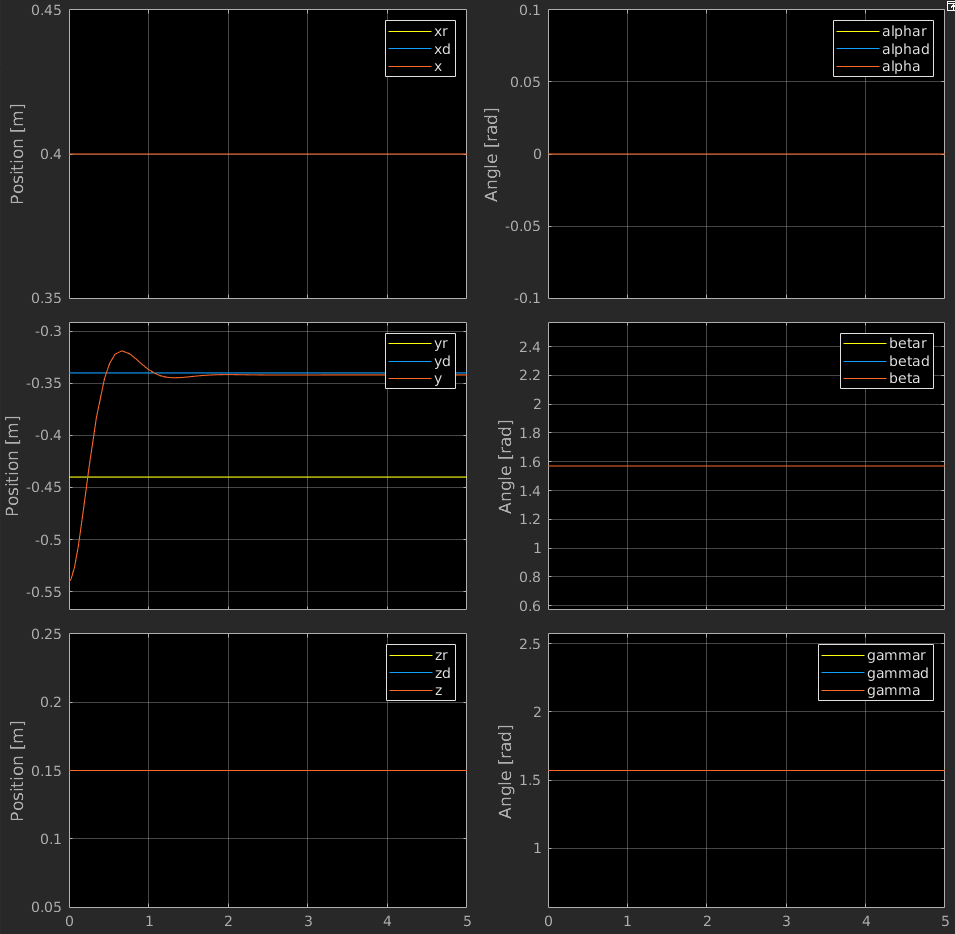 0.45
0.4
0.35
Position [m]
xr
xd
x
0.1
0.05
0
-0.05
-0.1
Angle [rad]
alphar
alphad
alpha
-0.3
-0.35
-0.4
-0.45
-0.5
-0.55
Position [m]
yr
yd
y
2.4
2.2
2
1.8
1.6
1.4
1.2
1
0.8
0.6
Angle [rad]
betar
betad
beta
0.25
0.2
0.15
0.1
0.05
Position [m]
zr
zd
z
0 1 2 3 4 5
2.5
2
1.5
1
Angle [rad]
gammar
gammad
gamma
0 1 2 3 4 5